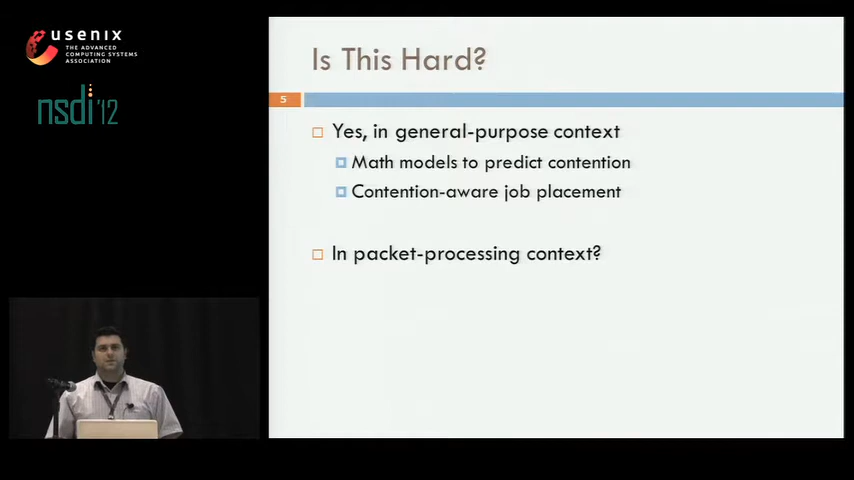 usenix
THE ADVANCED
COMPUTING SYSTEMS
ASSOCIATION
nsdi '12
Is This Hard?
5
Yes, in general-purpose context
Math models to predict contention
Contention-aware job placement
In packet-processing context?